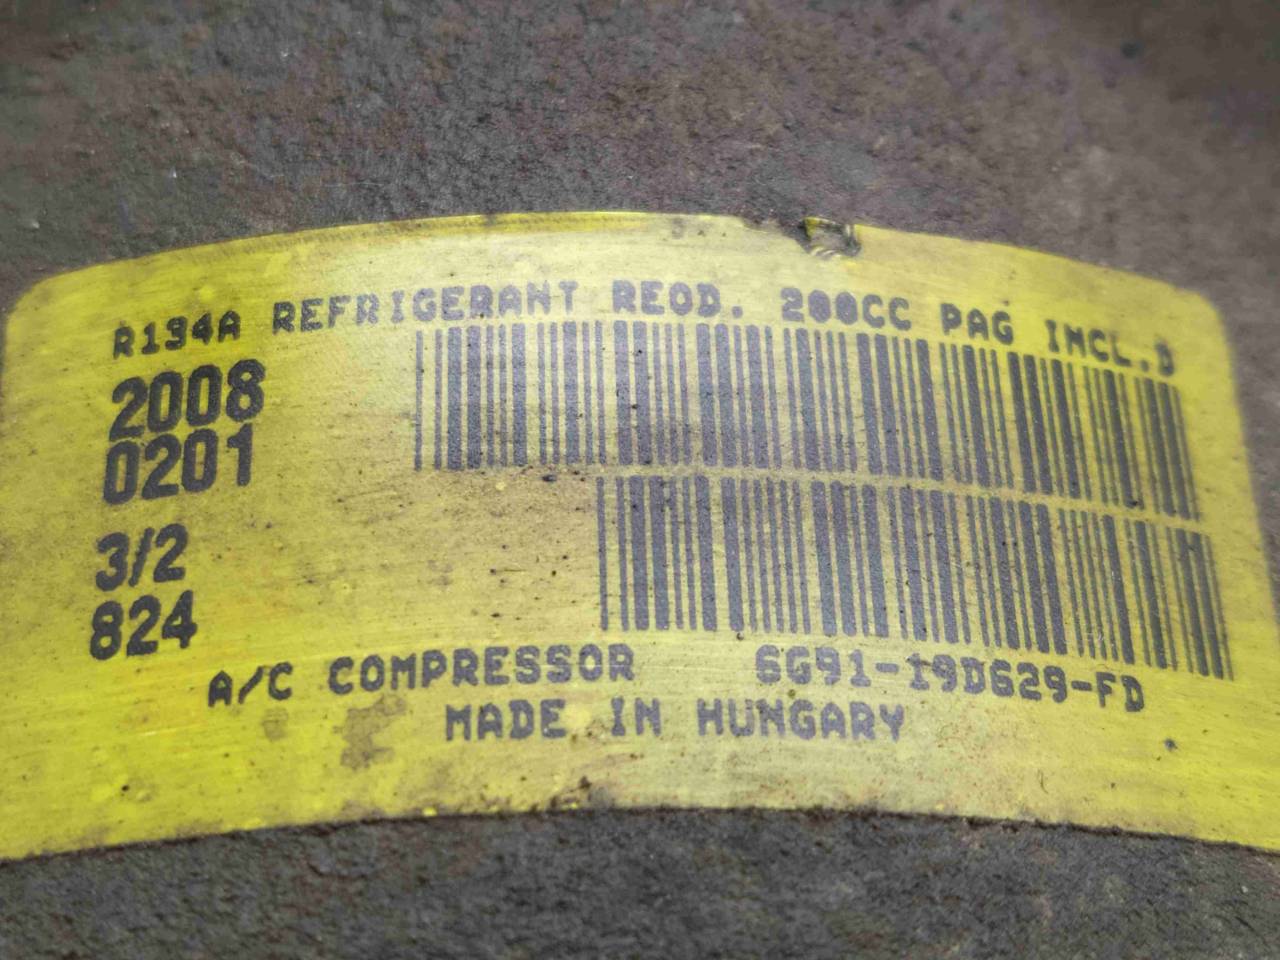 R134A REFRIGERANT REQD. 200CC PAG INCL.D
2008
0201
3/2
824
A/C COMPRESSOR 6G91-19D629-FD
MADE IN HUNGARY